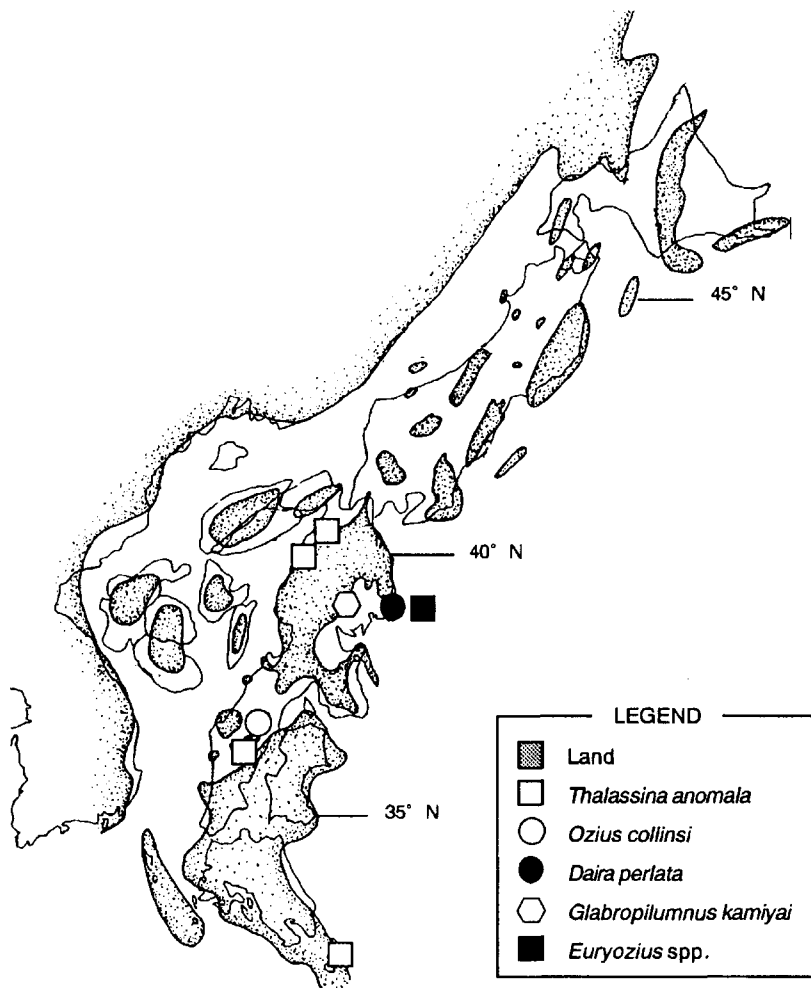 45° N
40° N
35° N
LEGEND
Land
Thalassina anomala
Ozius collinsi
Daira perlata
Glabropilumnus kamiyai
Euryozius spp.